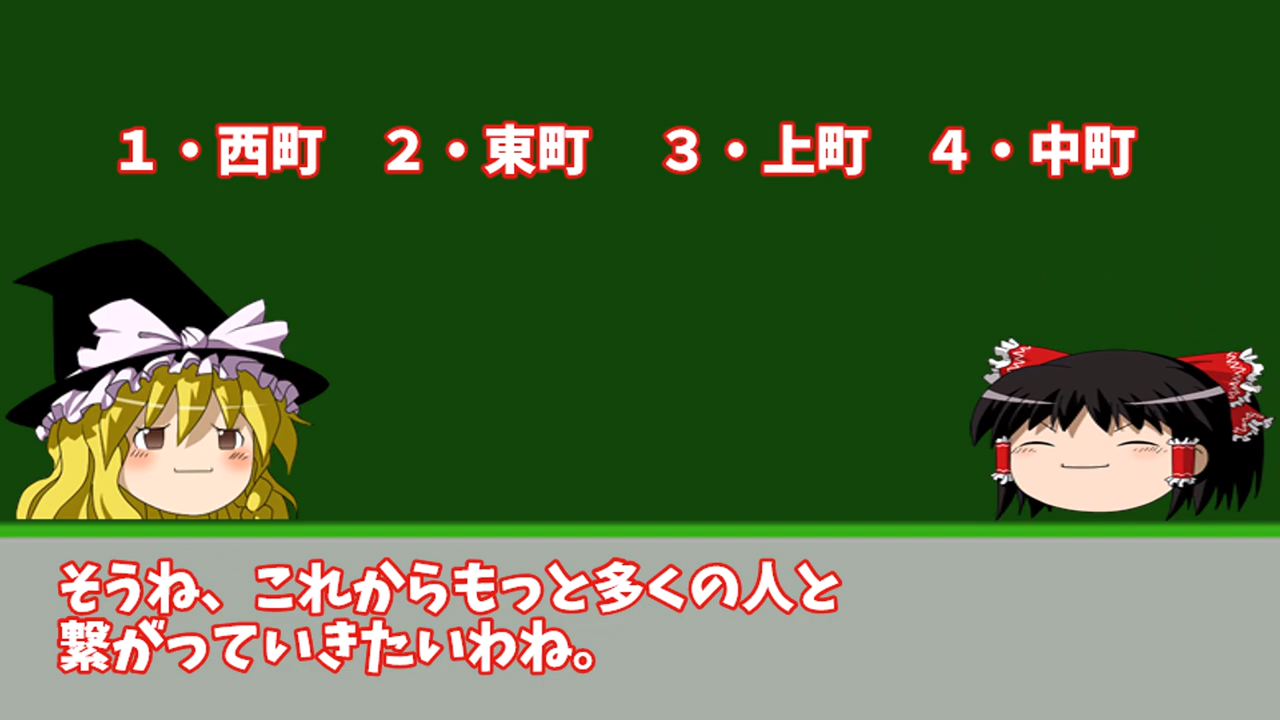 １・西町　２・東町　３・上町　４・中町
そうね、これからもっと多くの人と
繋がっていきたいわね。